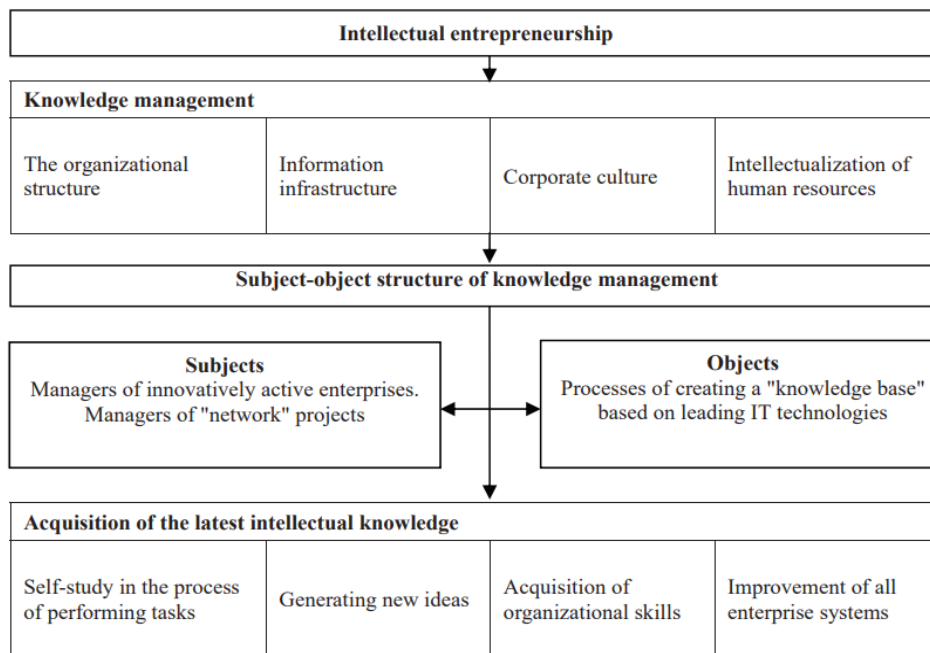 Intellectual entrepreneurship
Knowledge management
The organizational
structure
Information
infrastructure
Corporate culture
Intellectualization of
human resources
Subject-object structure of knowledge management
Subjects
Managers of innovatively active enterprises.
Managers of "network" projects
Objects
Processes of creating a "knowledge base"
based on leading IT technologies
Acquisition of the latest intellectual knowledge
Self-study in the process
of performing tasks
Generating new ideas
Acquisition of
organizational skills
Improvement of all
enterprise systems